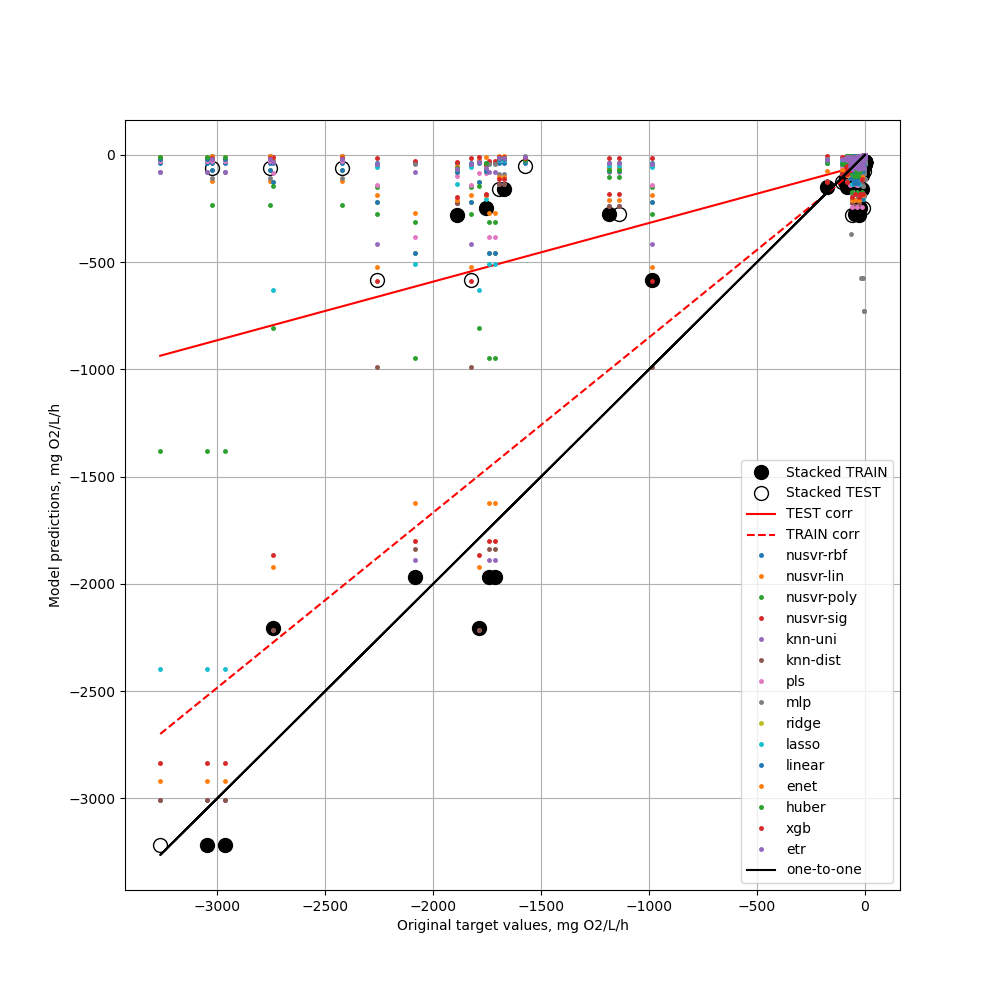 0
−500
−1000
−1500
−2000
−2500
−3000
Model predictions, mg O2/L/h
Stacked TRAIN
Stacked TEST
TEST corr
TRAIN corr
nusvr-rbf
nusvr-lin
nusvr-poly
nusvr-sig
knn-uni
knn-dist
pls
mlp
ridge
lasso
linear
enet
huber
xgb
etr
one-to-one
−3000 −2500 −2000 −1500 −1000 −500 0
Original target values, mg O2/L/h